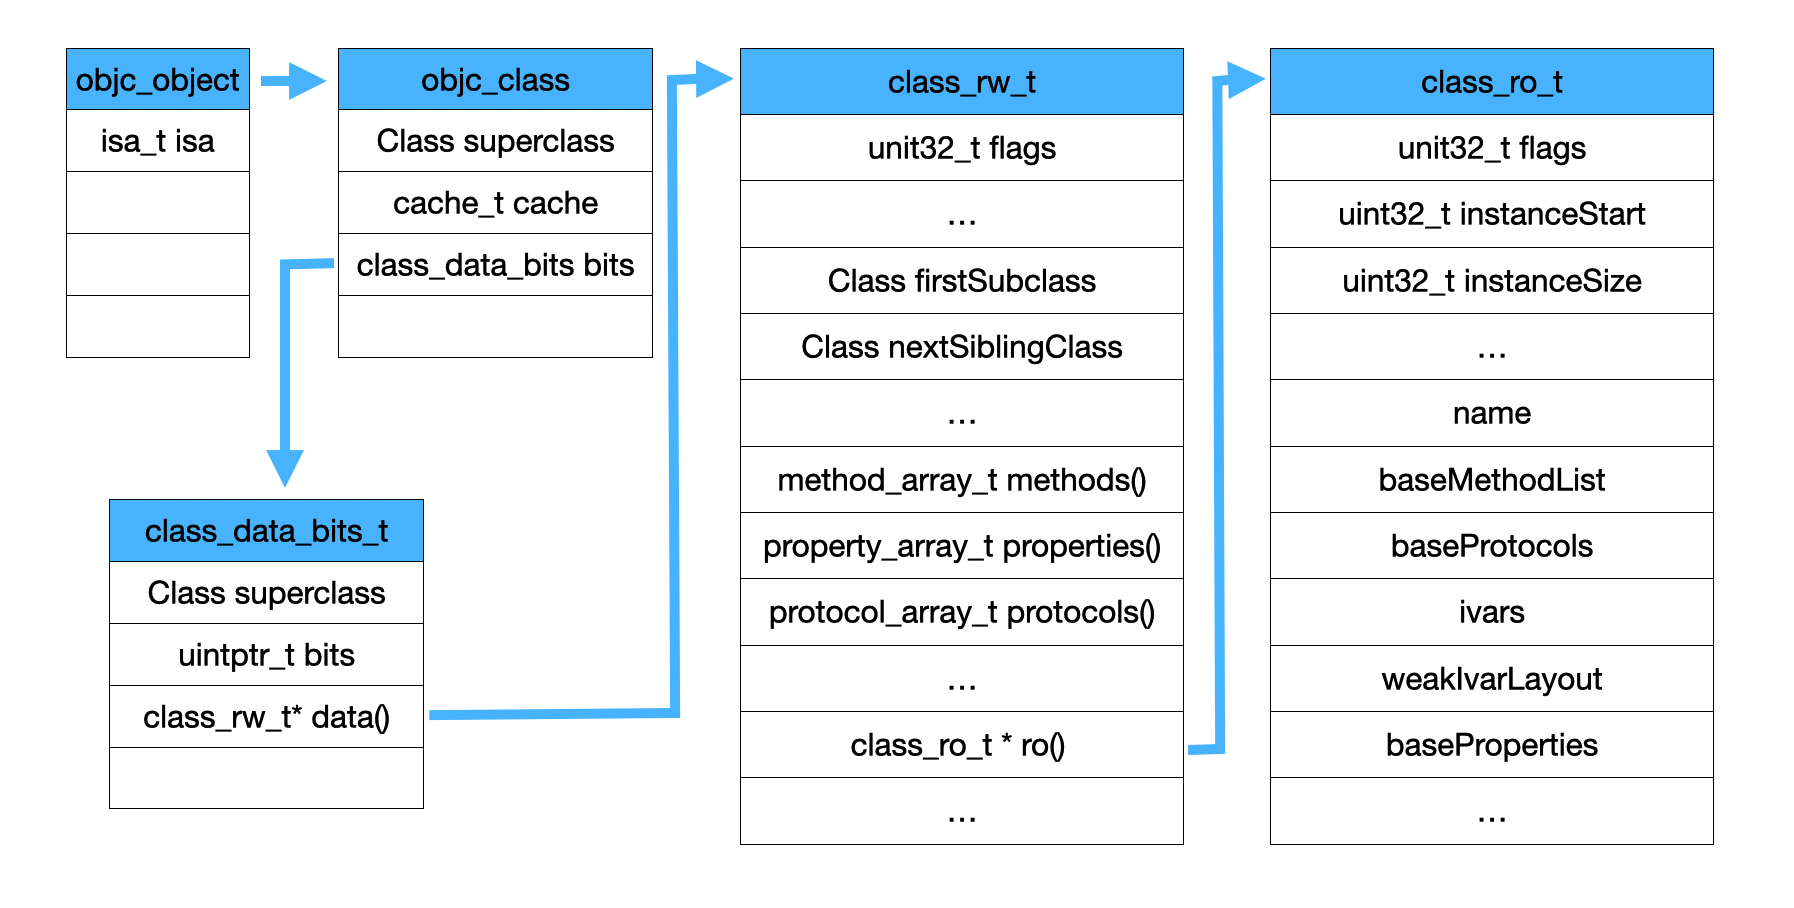 objc_object
isa_t isa
objc_class
Class superclass
cache_t cache
class_data_bits bits
class_data_bits_t
Class superclass
uintptr_t bits
class_rw_t* data()
class_rw_t
unit32_t flags
...
Class firstSubclass
Class nextSiblingClass
...
method_array_t methods()
property_array_t properties()
protocol_array_t protocols()
...
class_ro_t * ro()
...
class_ro_t
unit32_t flags
uint32_t instanceStart
uint32_t instanceSize
...
name
baseMethodList
baseProtocols
ivars
weakIvarLayout
baseProperties
...